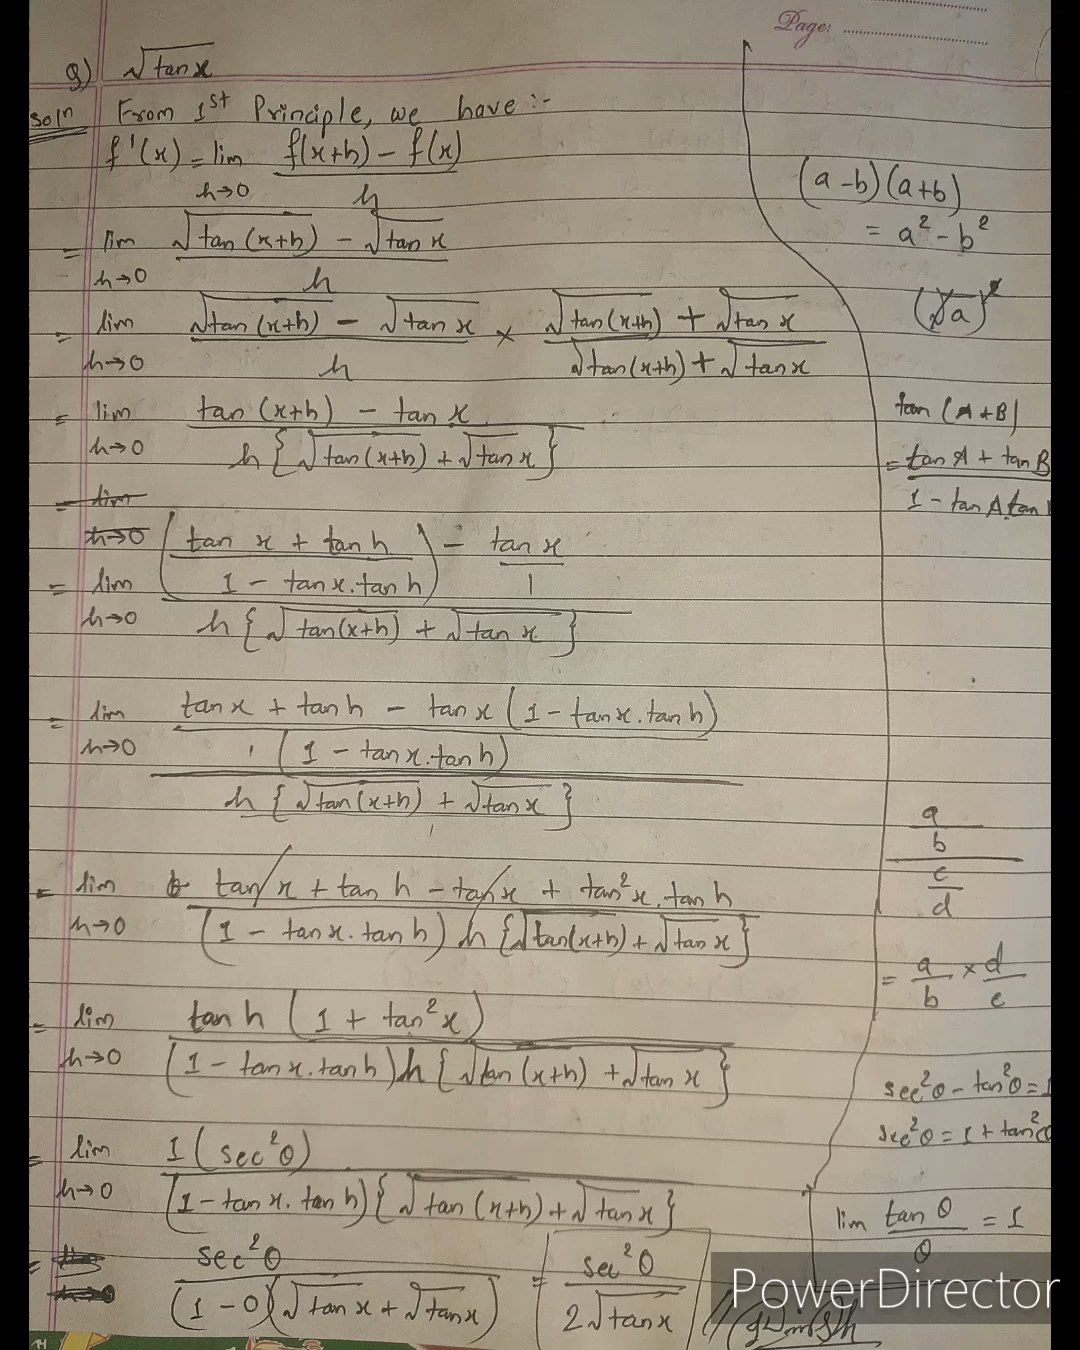 Page:
Q) √tan x
Soln From 1st Principle, we have :-
f'(x) = lim h→0 f(x+h) - f(x) / h
= lim h→0 √tan (x+h) - √tan x / h
= lim h→0 √tan (x+h) - √tan x / h × √tan(x+h) + √tan x / √tan(x+h) + √tan x
= lim h→0 tan (x+h) - tan x / h {√tan(x+h) + √tan x}
= lim h→0
= lim h→0 (tan x + tan h / 1 - tan x.tan h) - tan x / 1 / h {√tan(x+h) + √tan x}
= lim h→0 tan x + tan h - tan x (1 - tan x.tan h) / (1 - tan x.tan h) / h {√tan(x+h) + √tan x}
= lim h→0 tan x + tan h - tan x + tan²x.tan h / (1 - tan x.tan h) h {√tan(x+h) + √tan x}
= lim h→0 tan h (1 + tan²x) / (1 - tan x.tan h) h {√tan (x+h) + √tan x}
= lim h→0 1 (sec²θ) / (1 - tan x. tan h) {√tan (x+h) + √tan x}
= sec²θ / (1 - 0)(√tan x + √tan x) = sec²θ / 2√tan x //
(a-b)(a+b)
= a² - b²
(√a)²
tan (A+B)
= tan A + tan B
1 - tan A tan
a
b
c
d
= a/b × d/c
sec²θ - tan²θ = 1
sec²θ = 1 + tan²θ
lim tan θ / θ = 1
PowerDirector